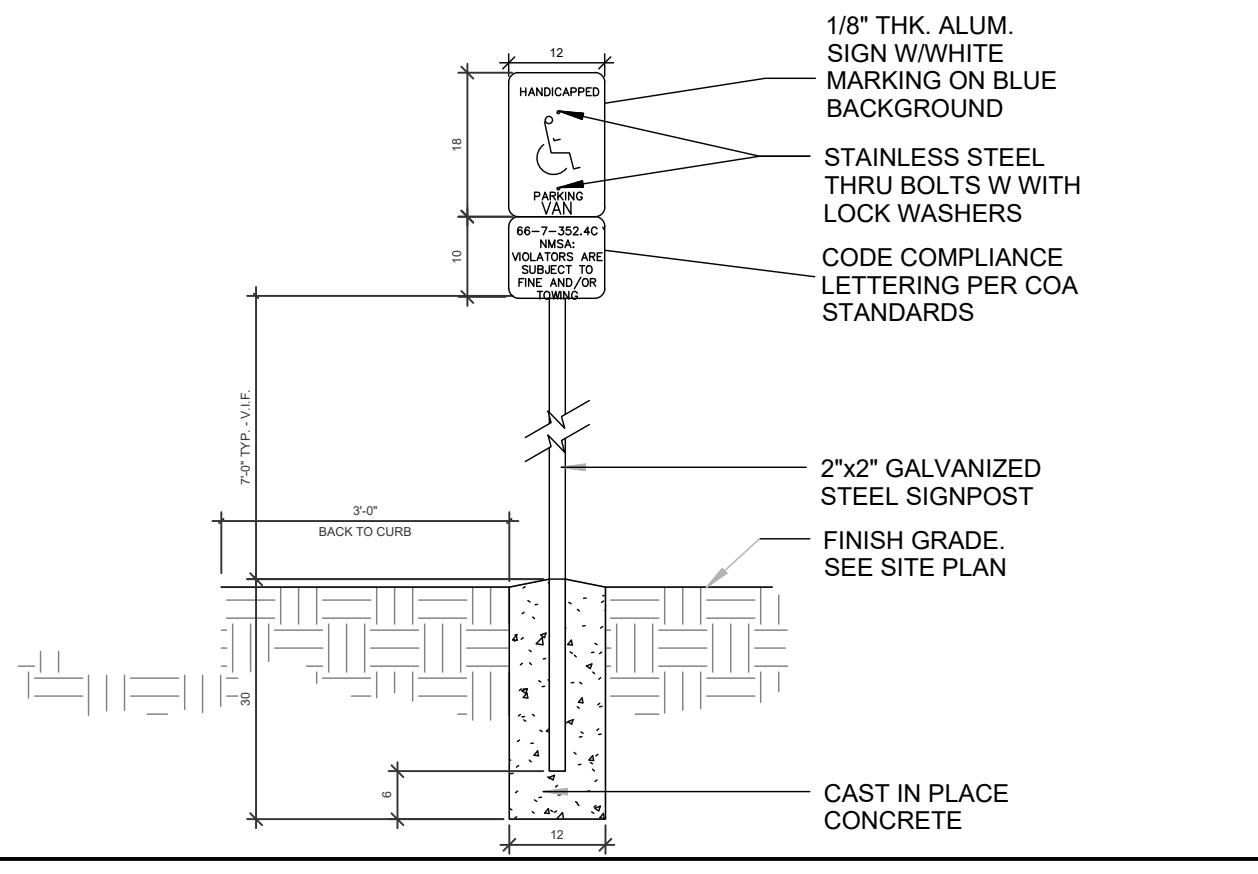 12
1/8" THK. ALUM.
SIGN W/WHITE
MARKING ON BLUE
BACKGROUND
HANDICAPPED
18
STAINLESS STEEL
THRU BOLTS W WITH
LOCK WASHERS
PARKING
VAN
66-7-352.4C
NMSA:
VIOLATORS ARE
SUBJECT TO
FINE AND/OR
TOWING
10
CODE COMPLIANCE
LETTERING PER COA
STANDARDS
7'-0" TYP. - V.I.F.
2"x2" GALVANIZED
STEEL SIGNPOST
3'-0"
BACK TO CURB
FINISH GRADE.
SEE SITE PLAN
30
6
CAST IN PLACE
CONCRETE
12